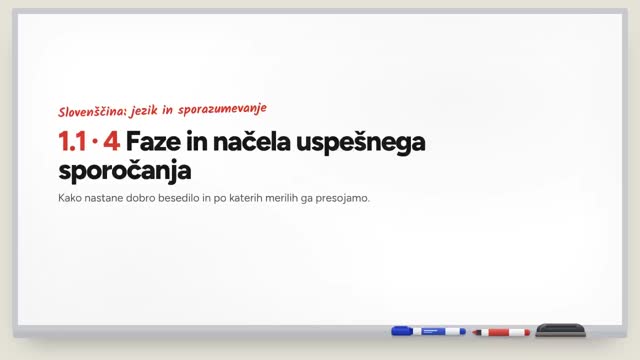 Slovenščina: jezik in sporazumevanje
1.1 · 4 Faze in načela uspešnega
sporočanja
Kako nastane dobro besedilo in po katerih merilih ga presojamo.